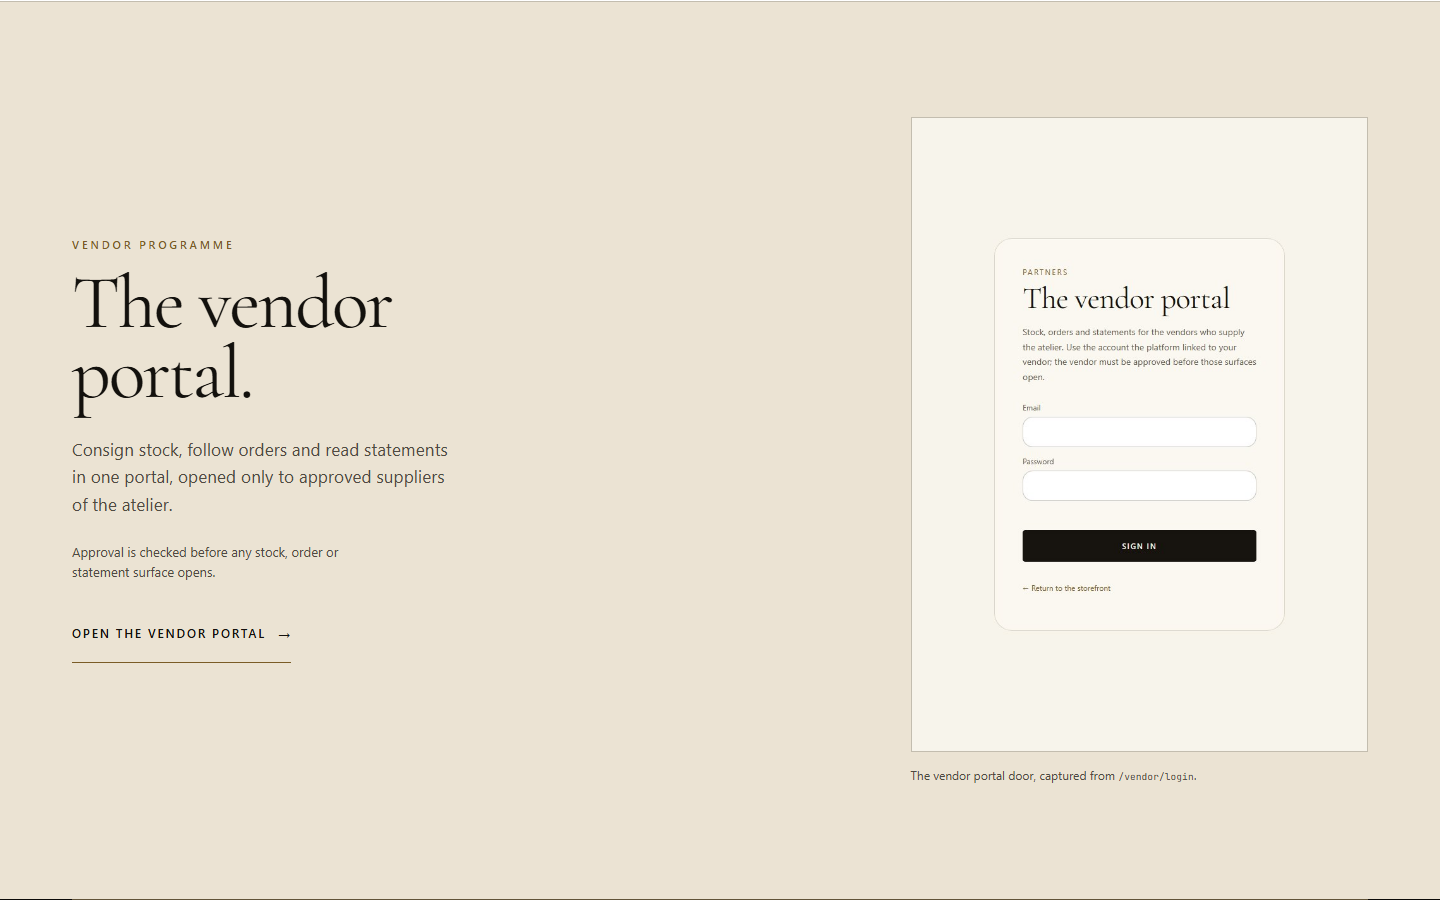 VENDOR PROGRAMME
The vendor
portal.
Consign stock, follow orders and read statements
in one portal, opened only to approved suppliers
of the atelier.
Approval is checked before any stock, order or
statement surface opens.
OPEN THE VENDOR PORTAL →
PARTNERS
The vendor portal
Stock, orders and statements for the vendors who supply
the atelier. Use the account the platform linked to your
vendor; the vendor must be approved before those surfaces
open.
Email
Password
SIGN IN
← Return to the storefront
The vendor portal door, captured from /vendor/login.